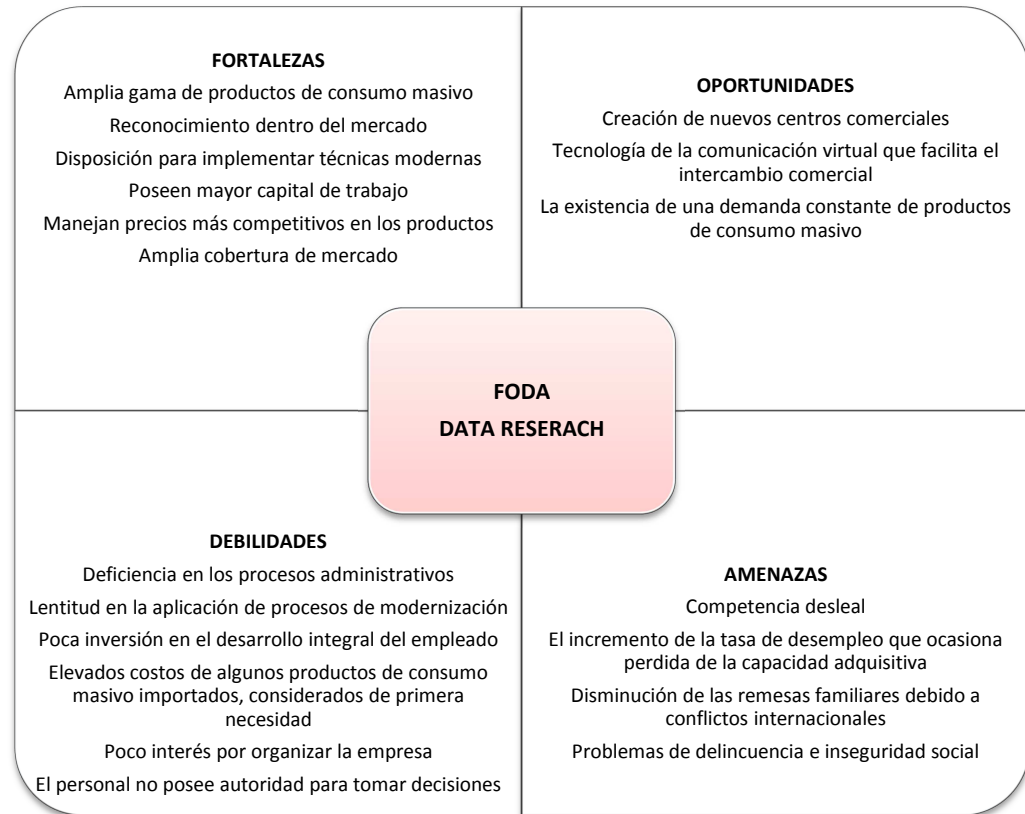 FORTALEZAS
Amplia gama de productos de consumo masivo
Reconocimiento dentro del mercado
Disposición para implementar técnicas modernas
Poseen mayor capital de trabajo
Manejan precios más competitivos en los productos
Amplia cobertura de mercado
OPORTUNIDADES
Creación de nuevos centros comerciales
Tecnología de la comunicación virtual que facilita el
intercambio comercial
La existencia de una demanda constante de productos
de consumo masivo
FODA
DATA RESERACH
DEBILIDADES
Deficiencia en los procesos administrativos
Lentitud en la aplicación de procesos de modernización
Poca inversión en el desarrollo integral del empleado
Elevados costos de algunos productos de consumo
masivo importados, considerados de primera
necesidad
Poco interés por organizar la empresa
El personal no posee autoridad para tomar decisiones
AMENAZAS
Competencia desleal
El incremento de la tasa de desempleo que ocasiona
perdida de la capacidad adquisitiva
Disminución de las remesas familiares debido a
conflictos internacionales
Problemas de delincuencia e inseguridad social